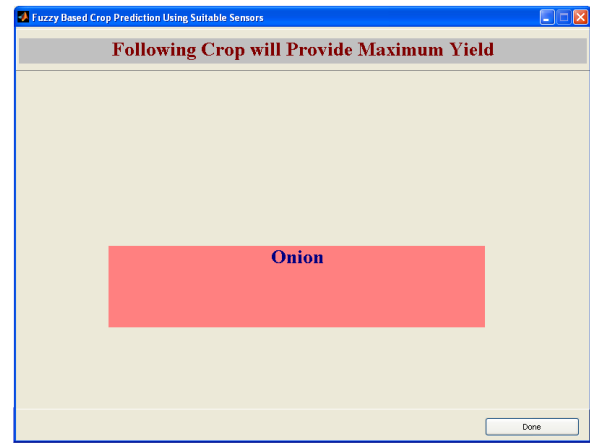 Fuzzy Based Crop Prediction Using Suitable Sensors
Following Crop will Provide Maximum Yield
Onion
Done